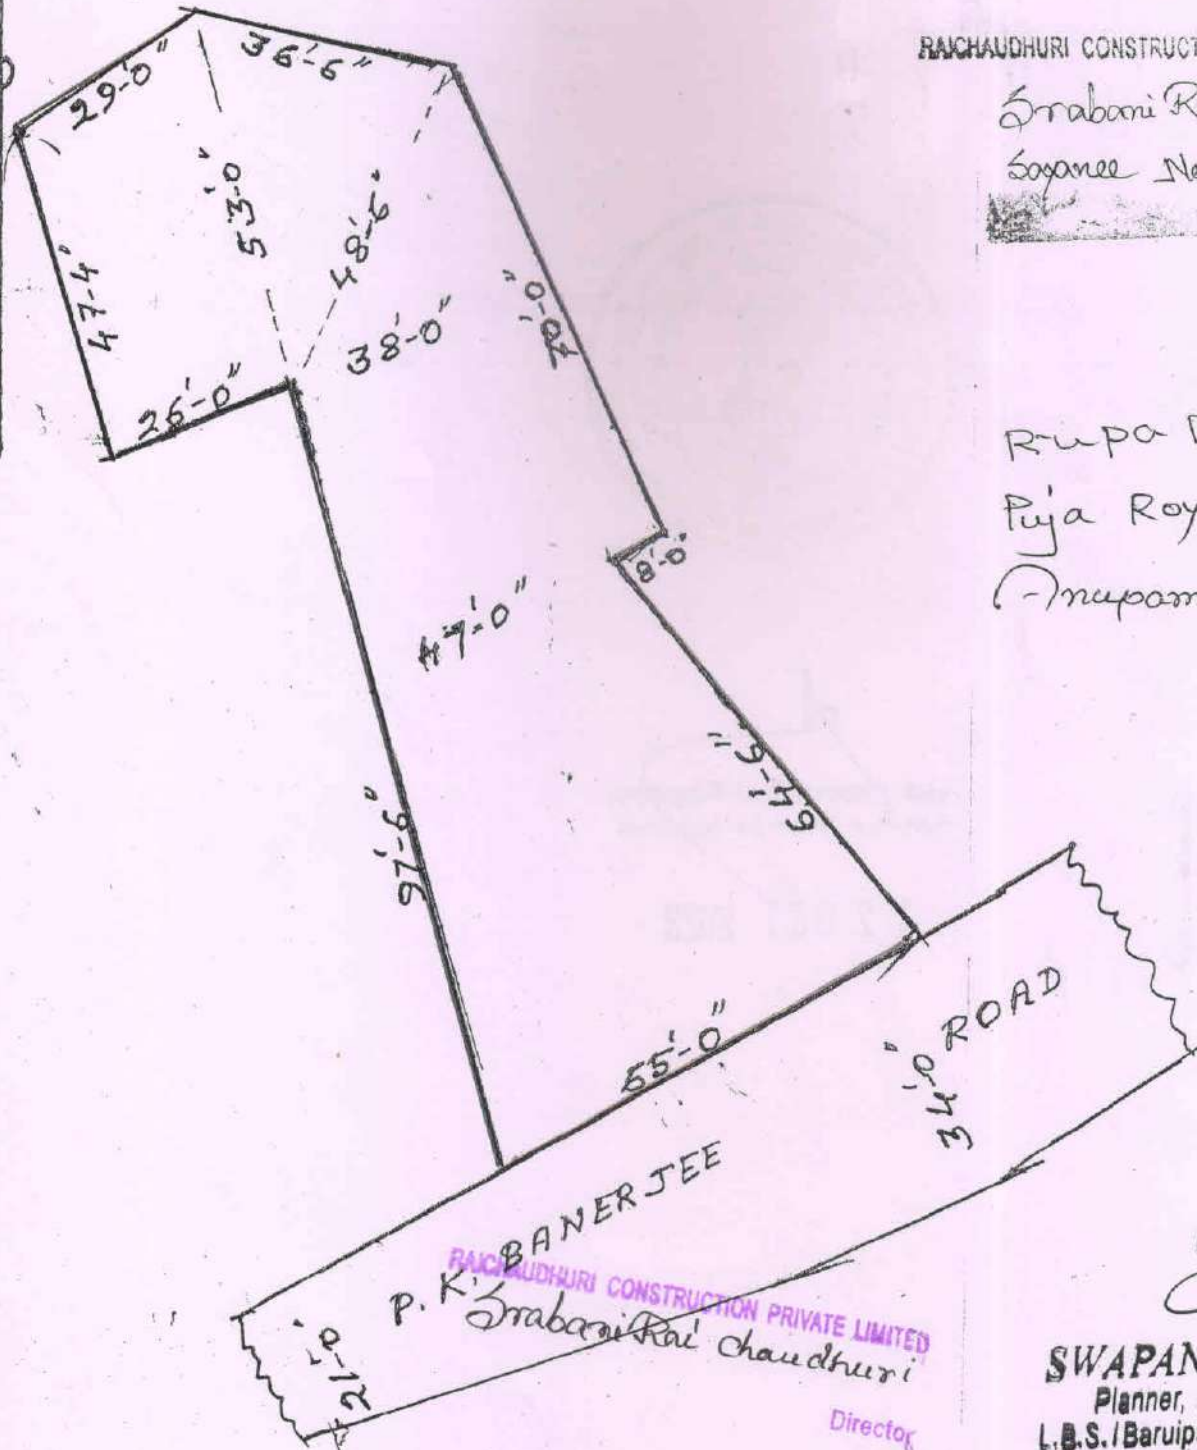 RAICHAUDHURI CONSTRUCT
Srabani R
Sayanee
36'-6"
29'-0"
53'-0"
48'-6"
47'-4"
38'-0"
70'-0"
26'-0"
Rupa
Puja Roy
Anupam
8'-0"
47'-0"
64'-6"
97'-6"
55'-0"
34'-0" ROAD
P. K. BANERJEE
21'-0"
RAICHAUDHURI CONSTRUCTION PRIVATE LIMITED
Srabani Rai Chaudhuri
Director
SWAPAN
Planner,
L.B.S. / Baruip